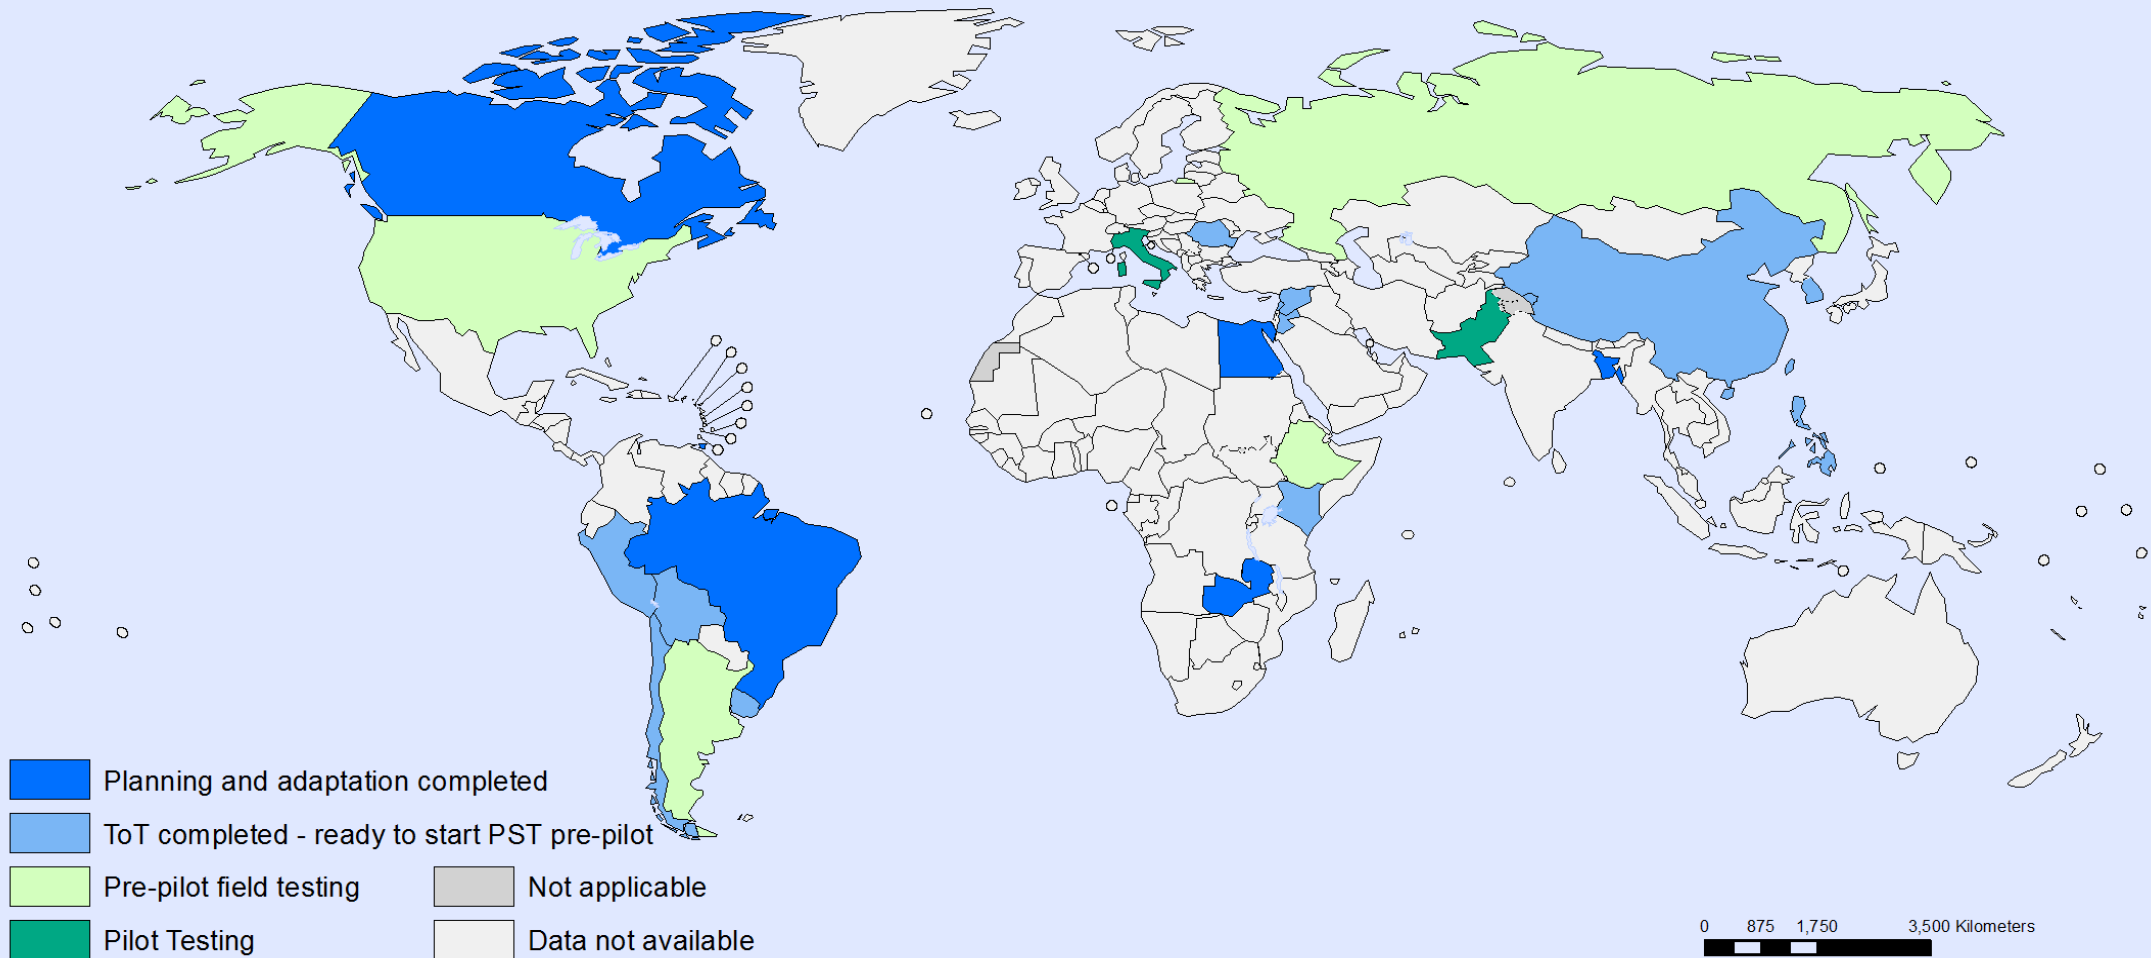 Planning and adaptation completed
ToT completed - ready to start PST pre-pilot
Pre-pilot field testing
Not applicable
Pilot Testing
Data not available
0 875 1,750 3,500 Kilometers